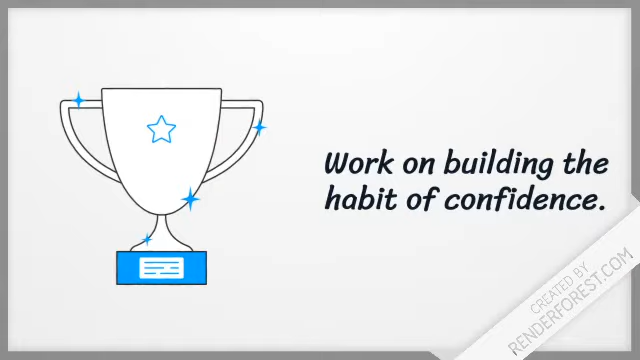 Work on building the
habit of confidence.
CREATED BY
RENDERFOREST.COM